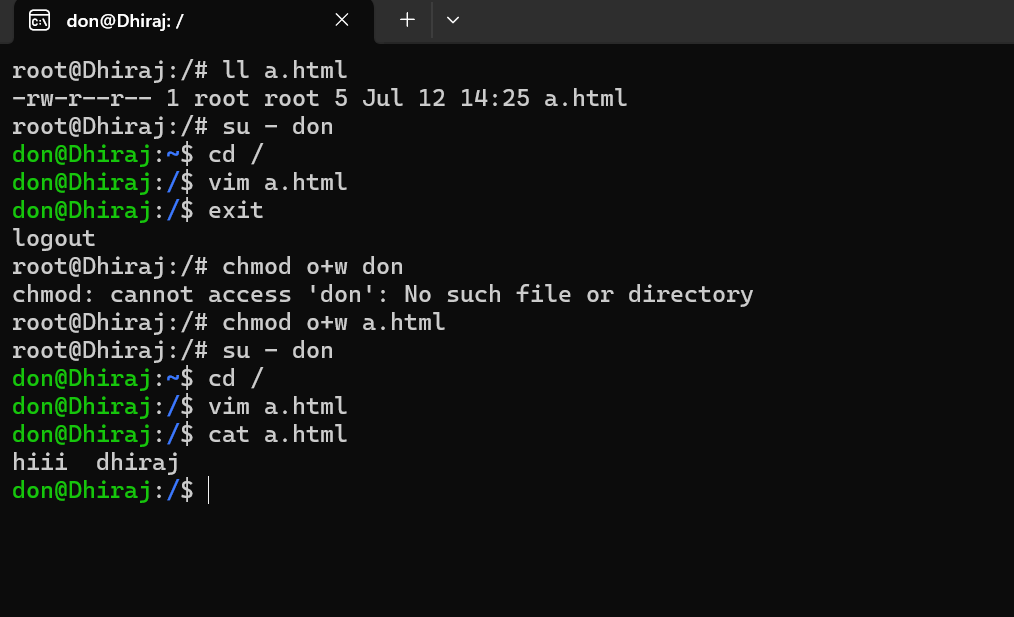 don@Dhiraj: /
root@Dhiraj:/# ll a.html
-rw-r--r-- 1 root root 5 Jul 12 14:25 a.html
root@Dhiraj:/# su - don
don@Dhiraj:~$ cd /
don@Dhiraj:/$ vim a.html
don@Dhiraj:/$ exit
logout
root@Dhiraj:/# chmod o+w don
chmod: cannot access 'don': No such file or directory
root@Dhiraj:/# chmod o+w a.html
root@Dhiraj:/# su - don
don@Dhiraj:~$ cd /
don@Dhiraj:/$ vim a.html
don@Dhiraj:/$ cat a.html
hiii  dhiraj
don@Dhiraj:/$